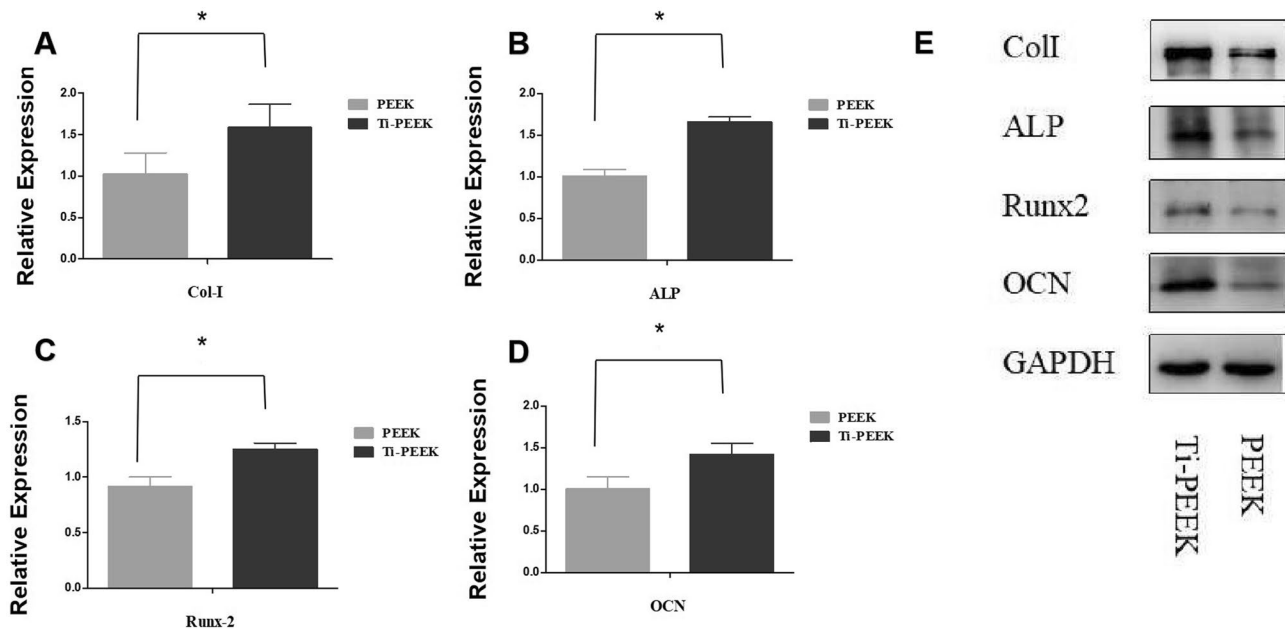 A
*
Relative Expression
2.0
1.5
1.0
0.5
0.0
Col-I
PEEK
Ti-PEEK
B
*
Relative Expression
2.0
1.5
1.0
0.5
0.0
ALP
PEEK
Ti-PEEK
C
*
Relative Expression
1.5
1.0
0.5
0.0
Runx-2
PEEK
Ti-PEEK
D
*
Relative Expression
2.0
1.5
1.0
0.5
0.0
OCN
PEEK
Ti-PEEK
E
ColI
ALP
Runx2
OCN
GAPDH
Ti-PEEK
PEEK